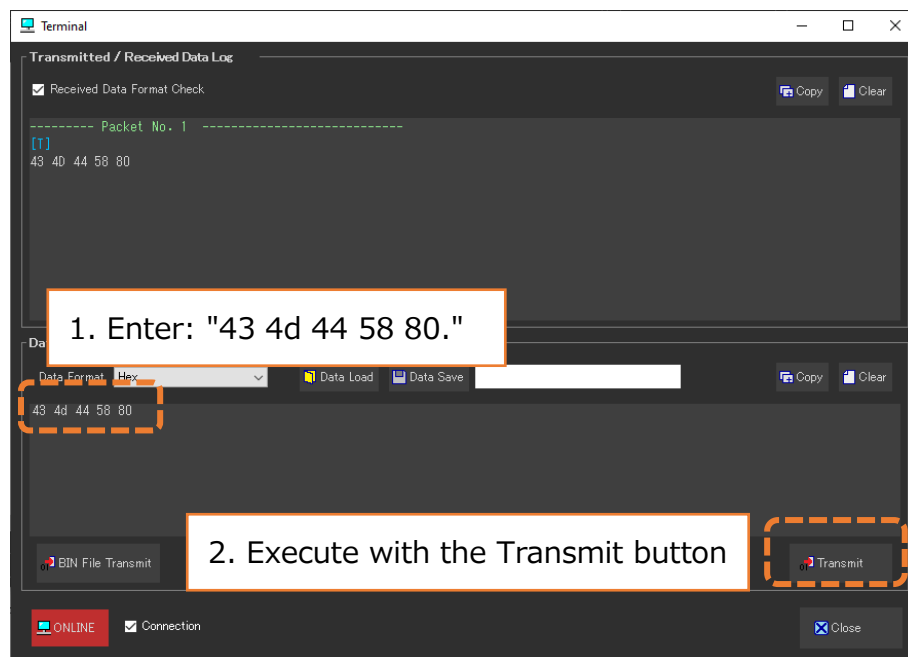 Terminal
Transmitted / Received Data Log
Received Data Format Check
Copy
Clear
--------- Packet No. 1 ----------------------------
[T]
43 4D 44 58 80
1. Enter: "43 4d 44 58 80."
Data Format
Hex
Data Load
Data Save
Copy
Clear
43 4d 44 58 80
BIN File Transmit
2. Execute with the Transmit button
Transmit
ONLINE
Connection
Close